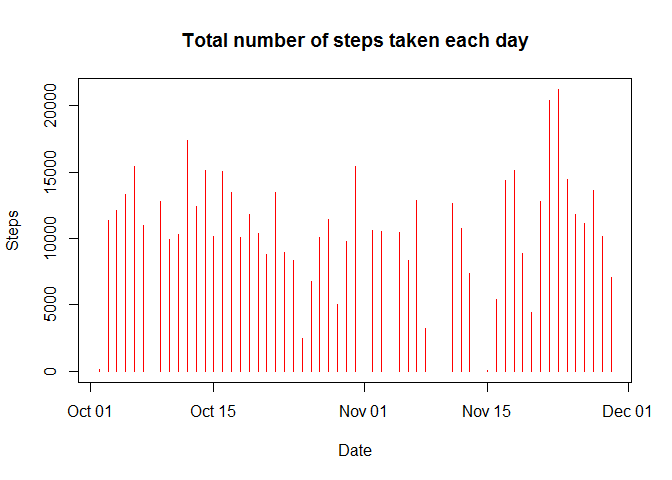 Total number of steps taken each day
Steps
20000
15000
10000
5000
0
Oct 01 Oct 15 Nov 01 Nov 15 Dec 01
Date